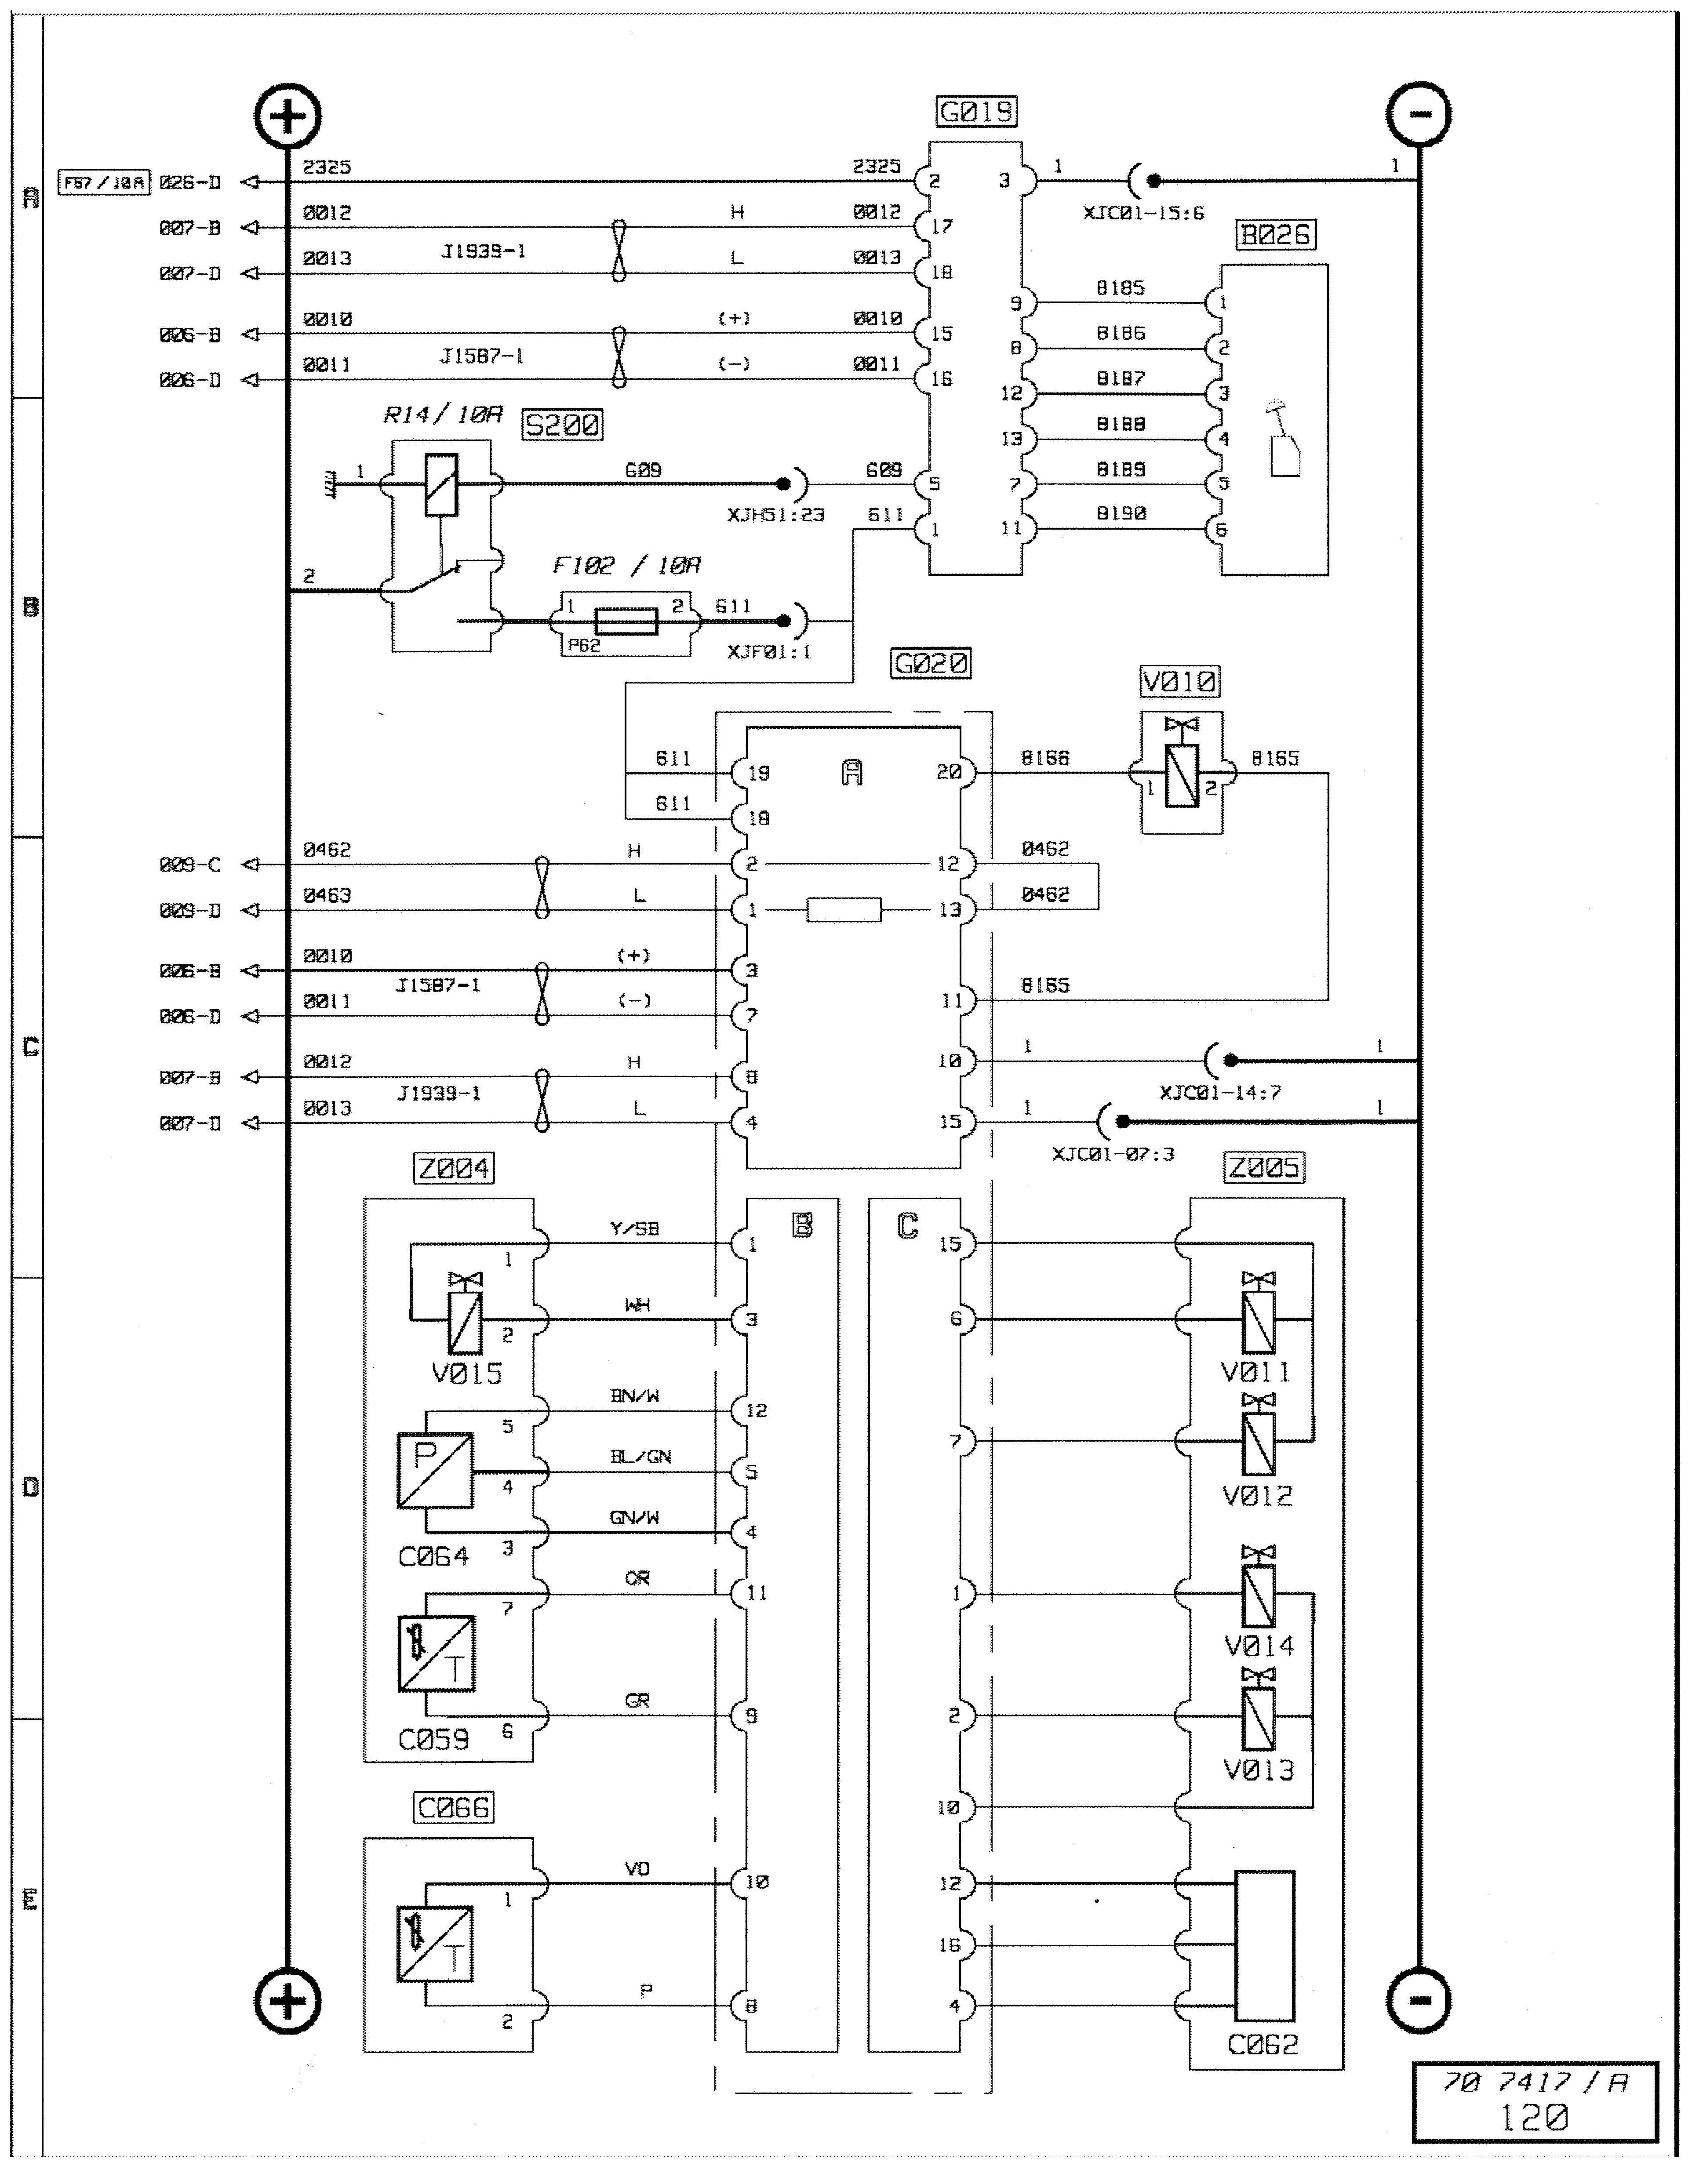 G019
A
F67/10A 026-D 2325 2325 2 3 1 XJC01-15:6 1
007-B 0012 H 0012 17
J1939-1
007-D 0013 L 0013 18
B026
006-B 0010 (+) 0010 15
J1587-1
006-D 0011 (-) 0011 16
9 8185 1
8 8186 2
12 8187 3
13 8188 4
7 8189 5
11 8190 6
R14/10A S200
1 609 XJH51:23 609 5
611 1
2
B
F102 / 10A
1 2 611
P62
XJF01:1
G020
V010
611 19 A 20 8166 1 2 8165
611 18
009-C 0462 H 2 12 0462
009-D 0463 L 1 13 0462
006-B 0010 (+) 3
J1587-1
006-D 0011 (-) 7
11 8165
C
007-B 0012 H 8 10 1 XJC01-14:7 1
J1939-1
007-D 0013 L 4 15 1 XJC01-07:3 1
Z004
Z005
B C
1 Y/SB 1 15
2 WH 3 6
V015
V011
5 BN/W 12
P
7
4 BL/GN 5
V012
D
3 GN/W 4
C064
7 OR 11 1
T
V014
6 GR 9 2
C059
V013
10
C066
E
1 VO 10 12
T
16
2 P 8 4
C062
70 7417 / A
120